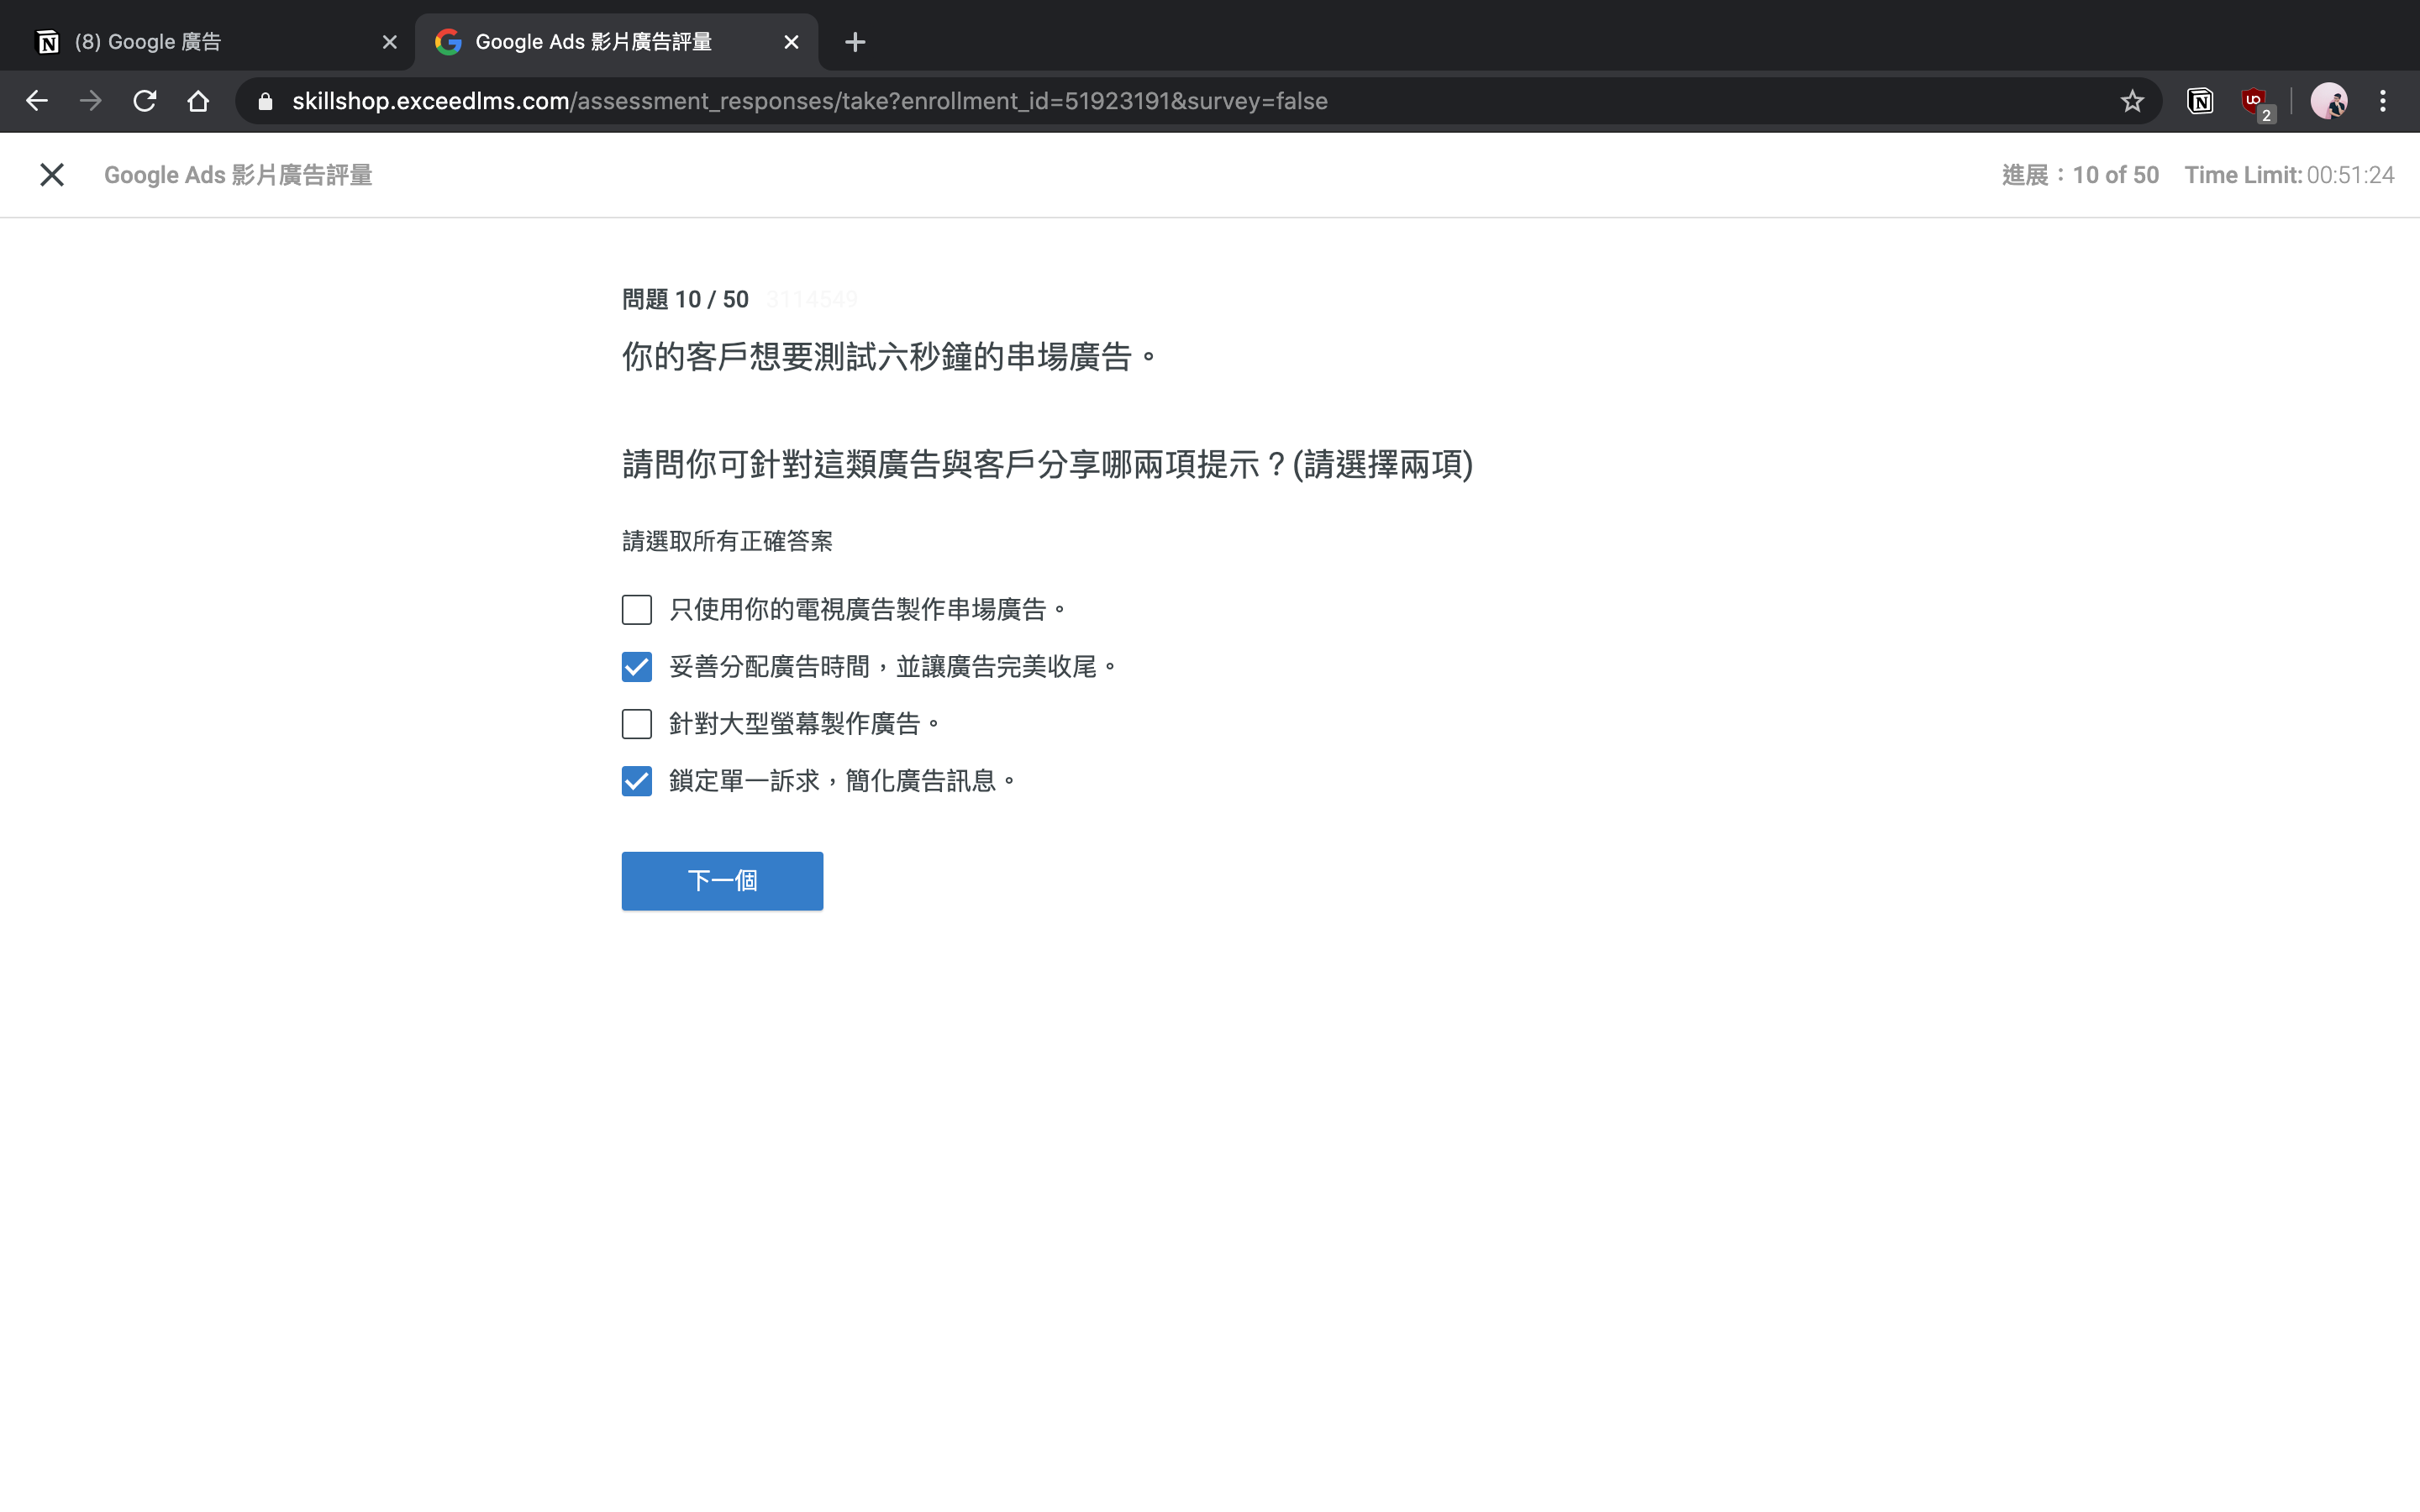 (8) Google 廣告
Google Ads 影片廣告評量
skillshop.exceedlms.com/assessment_responses/take?enrollment_id=51923191&survey=false
2
Google Ads 影片廣告評量
進展：10 of 50 Time Limit: 00:51:24
問題 10 / 50 3114549
你的客戶想要測試六秒鐘的串場廣告。
請問你可針對這類廣告與客戶分享哪兩項提示？(請選擇兩項)
請選取所有正確答案
只使用你的電視廣告製作串場廣告。
妥善分配廣告時間，並讓廣告完美收尾。
針對大型螢幕製作廣告。
鎖定單一訴求，簡化廣告訊息。
下一個